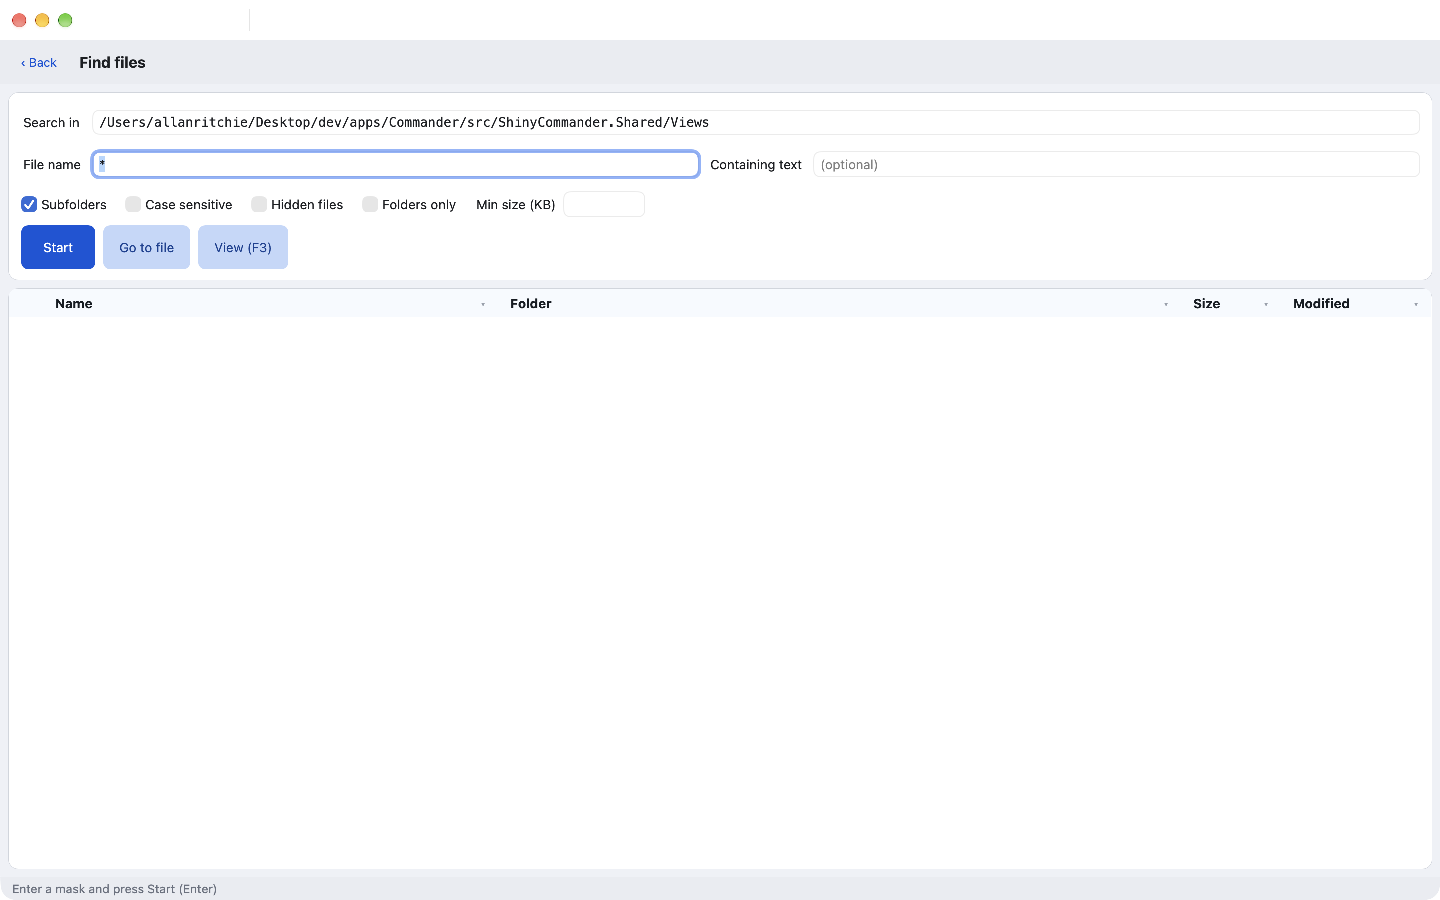 ‹ Back Find files
Search in /Users/allanritchie/Desktop/dev/apps/Commander/src/ShinyCommander.Shared/Views
File name * Containing text (optional)
Subfolders Case sensitive Hidden files Folders only Min size (KB)
Start Go to file View (F3)
Name Folder Size Modified
Enter a mask and press Start (Enter)